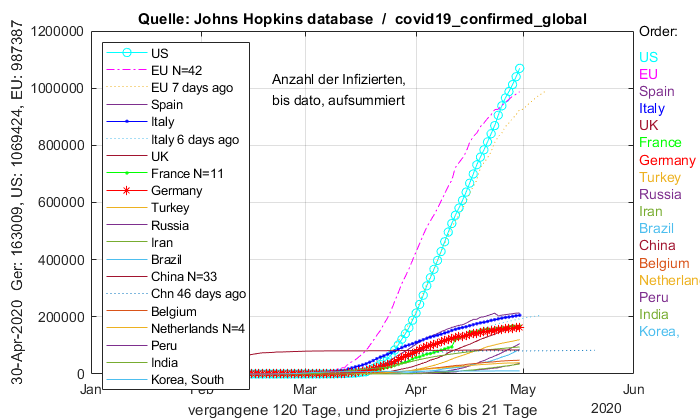 Quelle: Johns Hopkins database / covid19_confirmed_global
30-Apr-2020 Ger: 163009, US: 1069424, EU: 987387
1200000
1000000
800000
600000
400000
200000
0
US
EU N=42
EU 7 days ago
Spain
Italy
Italy 6 days ago
UK
France N=11
Germany
Turkey
Russia
Iran
Brazil
China N=33
Chn 46 days ago
Belgium
Netherlands N=4
Peru
India
Korea, South
Anzahl der Infizierten,
bis dato, aufsummiert
Order:
US
EU
Spain
Italy
UK
France
Germany
Turkey
Russia
Iran
Brazil
China
Belgium
Netherlan
Peru
India
Korea,
Jan Feb Mar Apr May Jun
vergangene 120 Tage, und projizierte 6 bis 21 Tage 2020